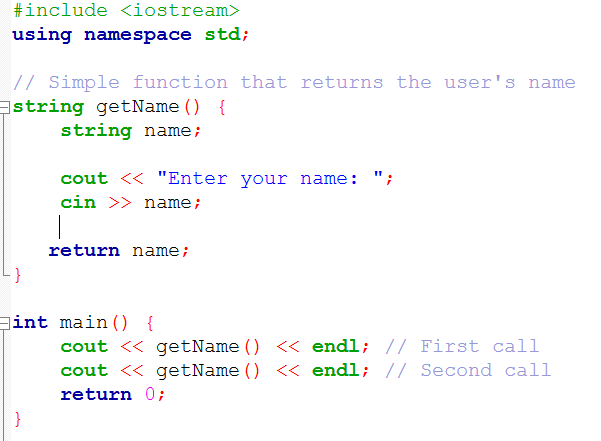 #include <iostream>
using namespace std;
// Simple function that returns the user's name
string getName() {
string name;
cout << "Enter your name: ";
cin >> name;
return name;
}
int main() {
cout << getName() << endl; // First call
cout << getName() << endl; // Second call
return 0;
}